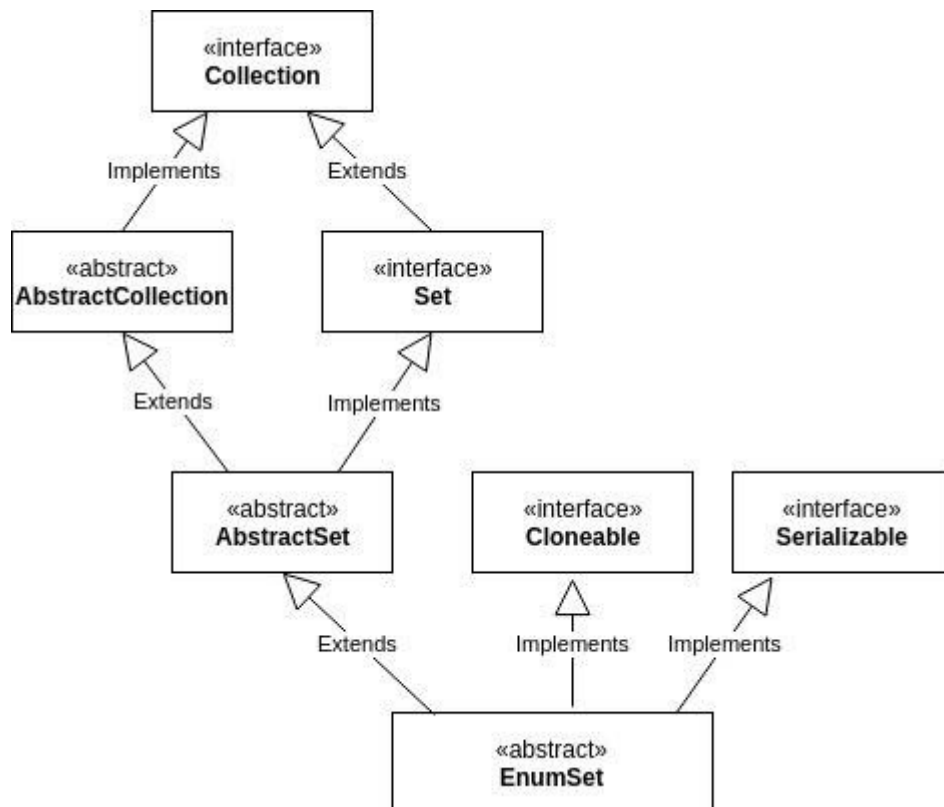 «interface»
Collection
Implements
Extends
«abstract»
AbstractCollection
«interface»
Set
Extends
Implements
«abstract»
AbstractSet
«interface»
Cloneable
«interface»
Serializable
Extends
Implements
Implements
«abstract»
EnumSet